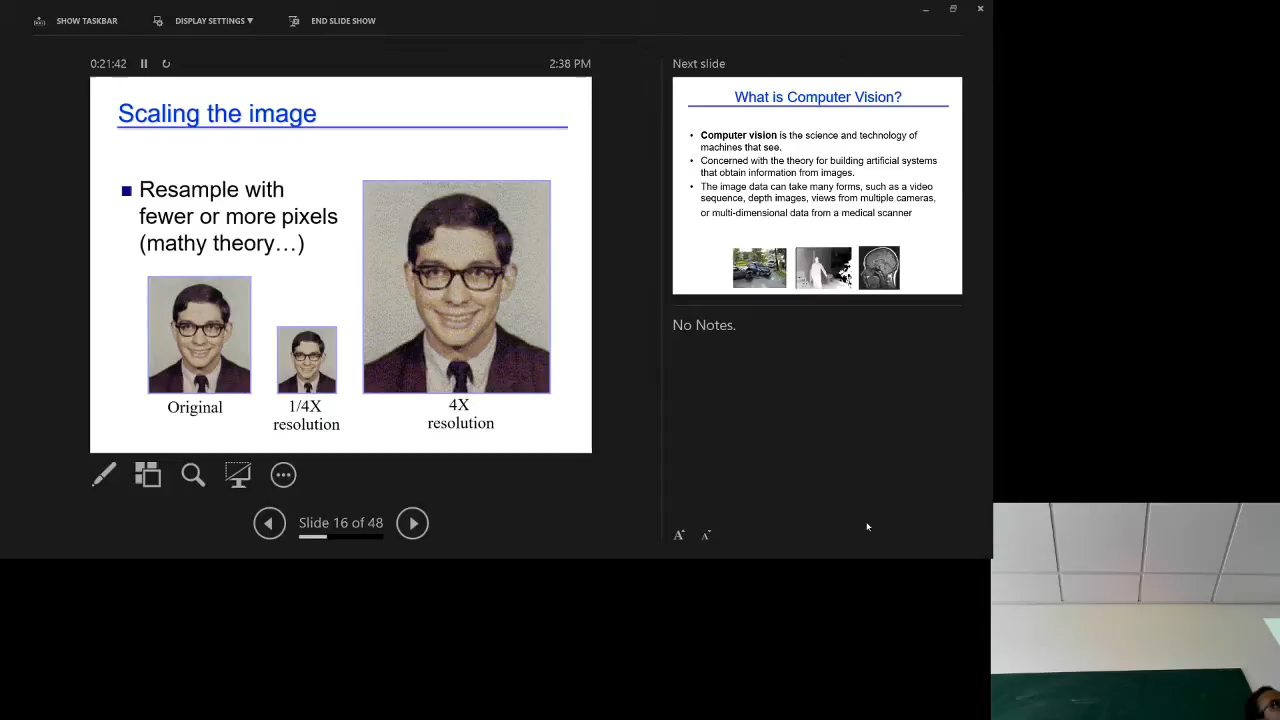 SHOW TASKBAR
DISPLAY SETTINGS ▼
END SLIDE SHOW
0:21:42
2:38 PM
Scaling the image
Resample with
fewer or more pixels
(mathy theory…)
Original
1/4X
resolution
4X
resolution
Slide 16 of 48
Next slide
What is Computer Vision?
• Computer vision is the science and technology of
machines that see.
• Concerned with the theory for building artificial systems
that obtain information from images.
• The image data can take many forms, such as a video
sequence, depth images, views from multiple cameras,
or multi-dimensional data from a medical scanner
No Notes.
A A